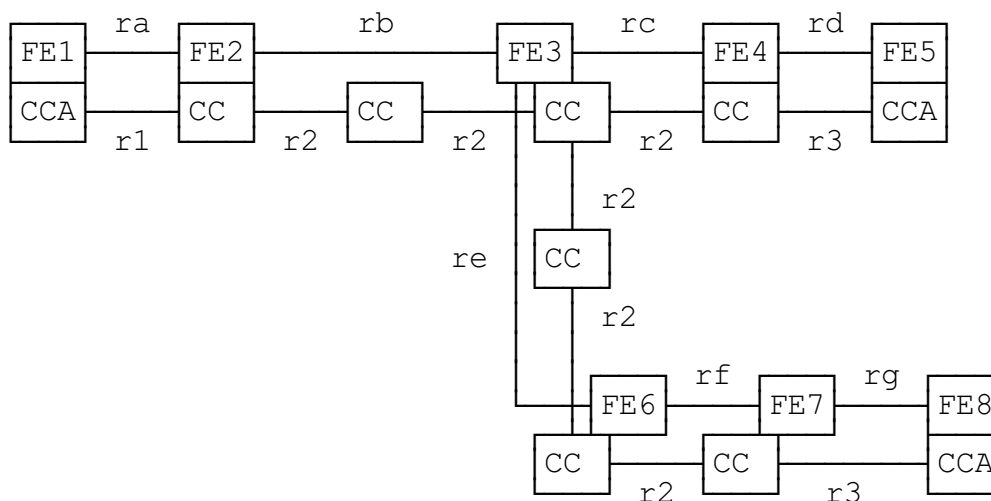 ra rb rc rd
FE1 FE2 FE3 FE4 FE5
CCA CC CC CC CC CCA
r1 r2 r2 r2 r3
r2
re CC
r2
rf rg
FE6 FE7 FE8
CC CC CCA
r2 r3